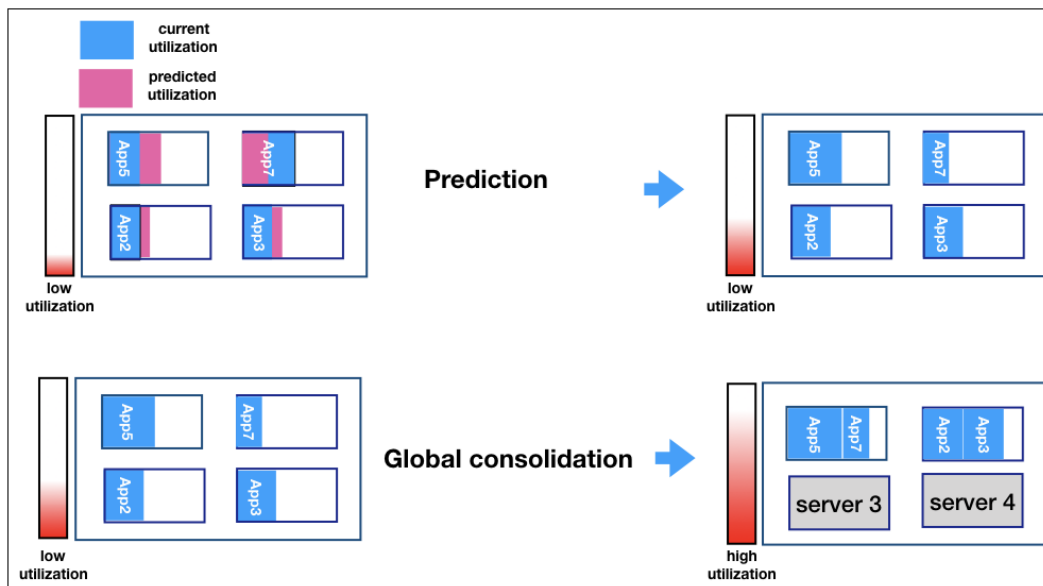 current
utilization
predicted
utilization
App5
App7
App2
App3
low
utilization
Prediction
App5
App7
App2
App3
low
utilization
App5
App7
App2
App3
low
utilization
Global consolidation
App5
App7
App2
App3
server 3
server 4
high
utilization